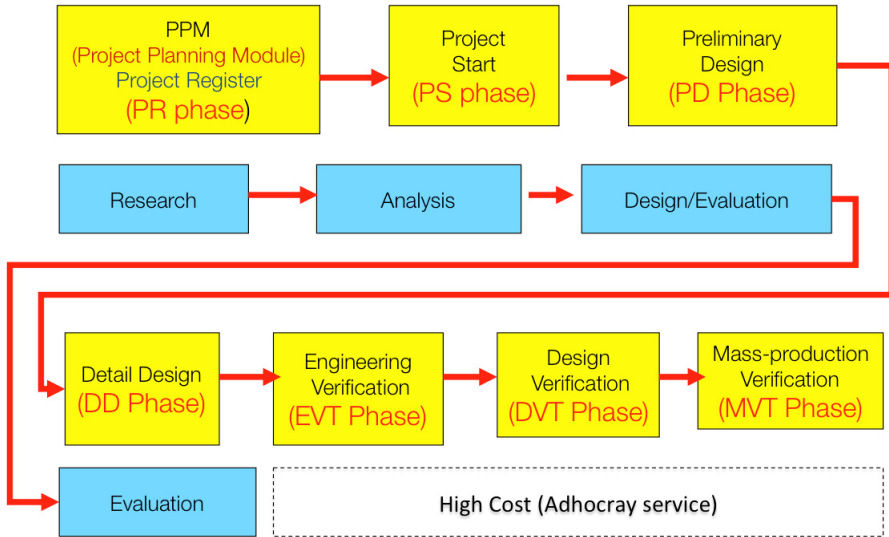 PPM
(Project Planning Module)
Project Register
(PR phase)
Project
Start
(PS phase)
Preliminary
Design
(PD Phase)
Research
Analysis
Design/Evaluation
Detail Design
(DD Phase)
Engineering
Verification
(EVT Phase)
Design
Verification
(DVT Phase)
Mass-production
Verification
(MVT Phase)
Evaluation
High Cost (Adhocray service)